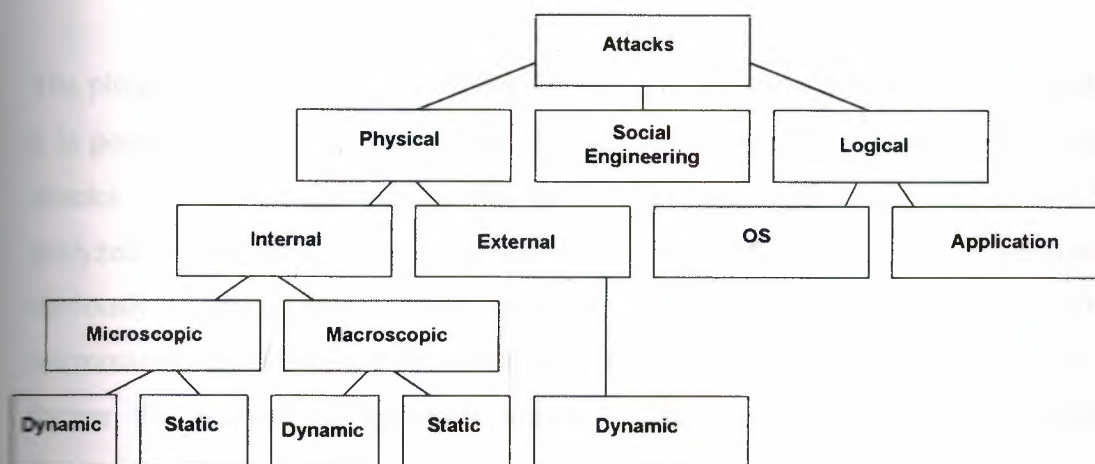 Attacks
Physical
Social
Engineering
Logical
Internal
External
OS
Application
Microscopic
Macroscopic
Dynamic
Static
Dynamic
Static
Dynamic